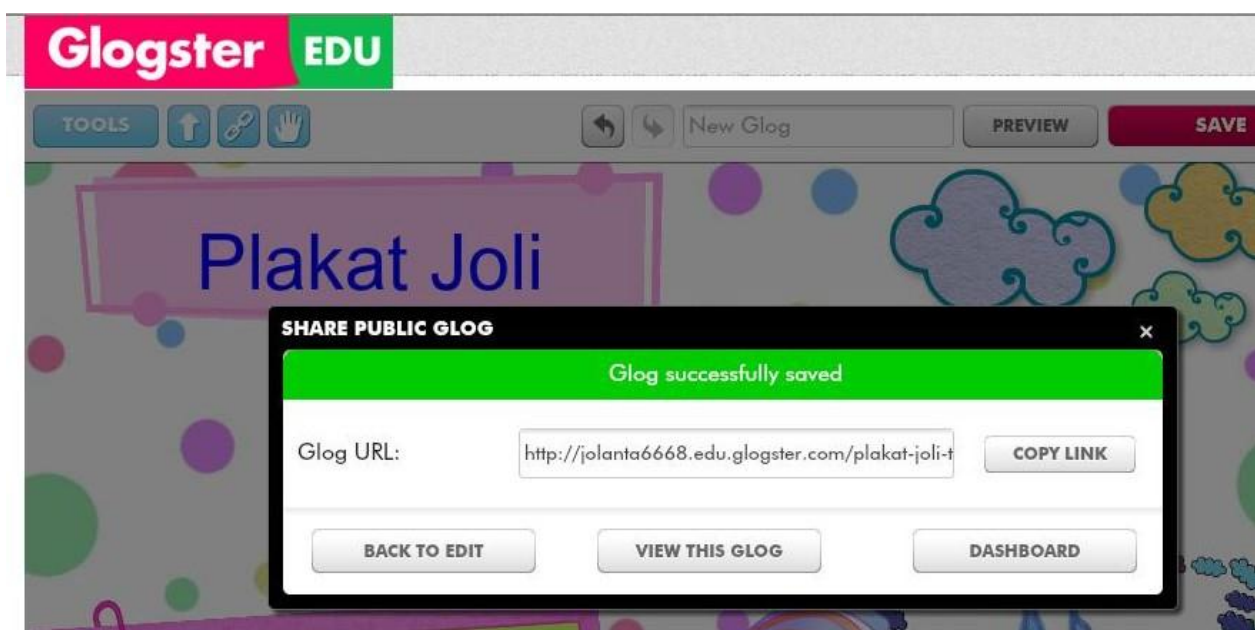 Glogster EDU
TOOLS New Glog PREVIEW SAVE
Plakat Joli
SHARE PUBLIC GLOG ×
Glog successfully saved
Glog URL: http://jolanta6668.edu.glogster.com/plakat-joli-t COPY LINK
BACK TO EDIT VIEW THIS GLOG DASHBOARD